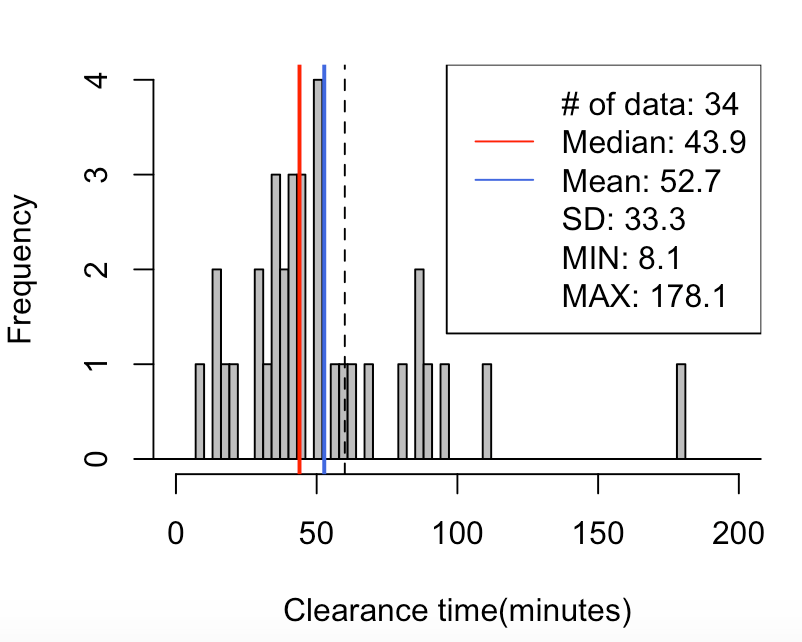 # of data: 34
Median: 43.9
Mean: 52.7
SD: 33.3
MIN: 8.1
MAX: 178.1
Frequency
4
3
2
1
0
0 50 100 150 200
Clearance time(minutes)